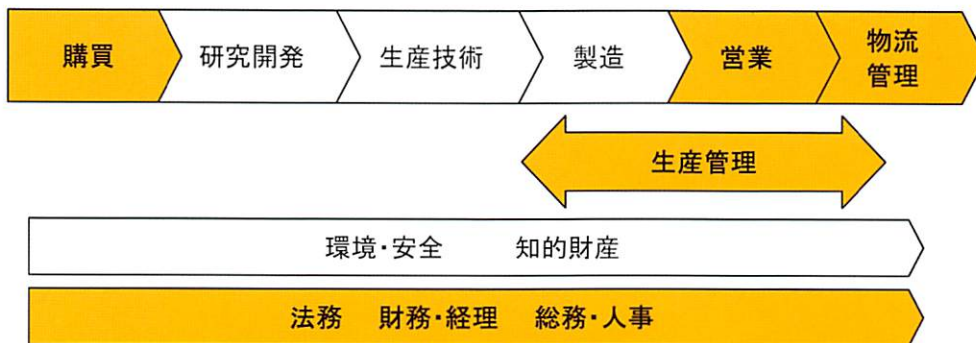 購買 研究開発 生産技術 製造 営業 物流管理
生産管理
環境・安全 知的財産
法務 財務・経理 総務・人事